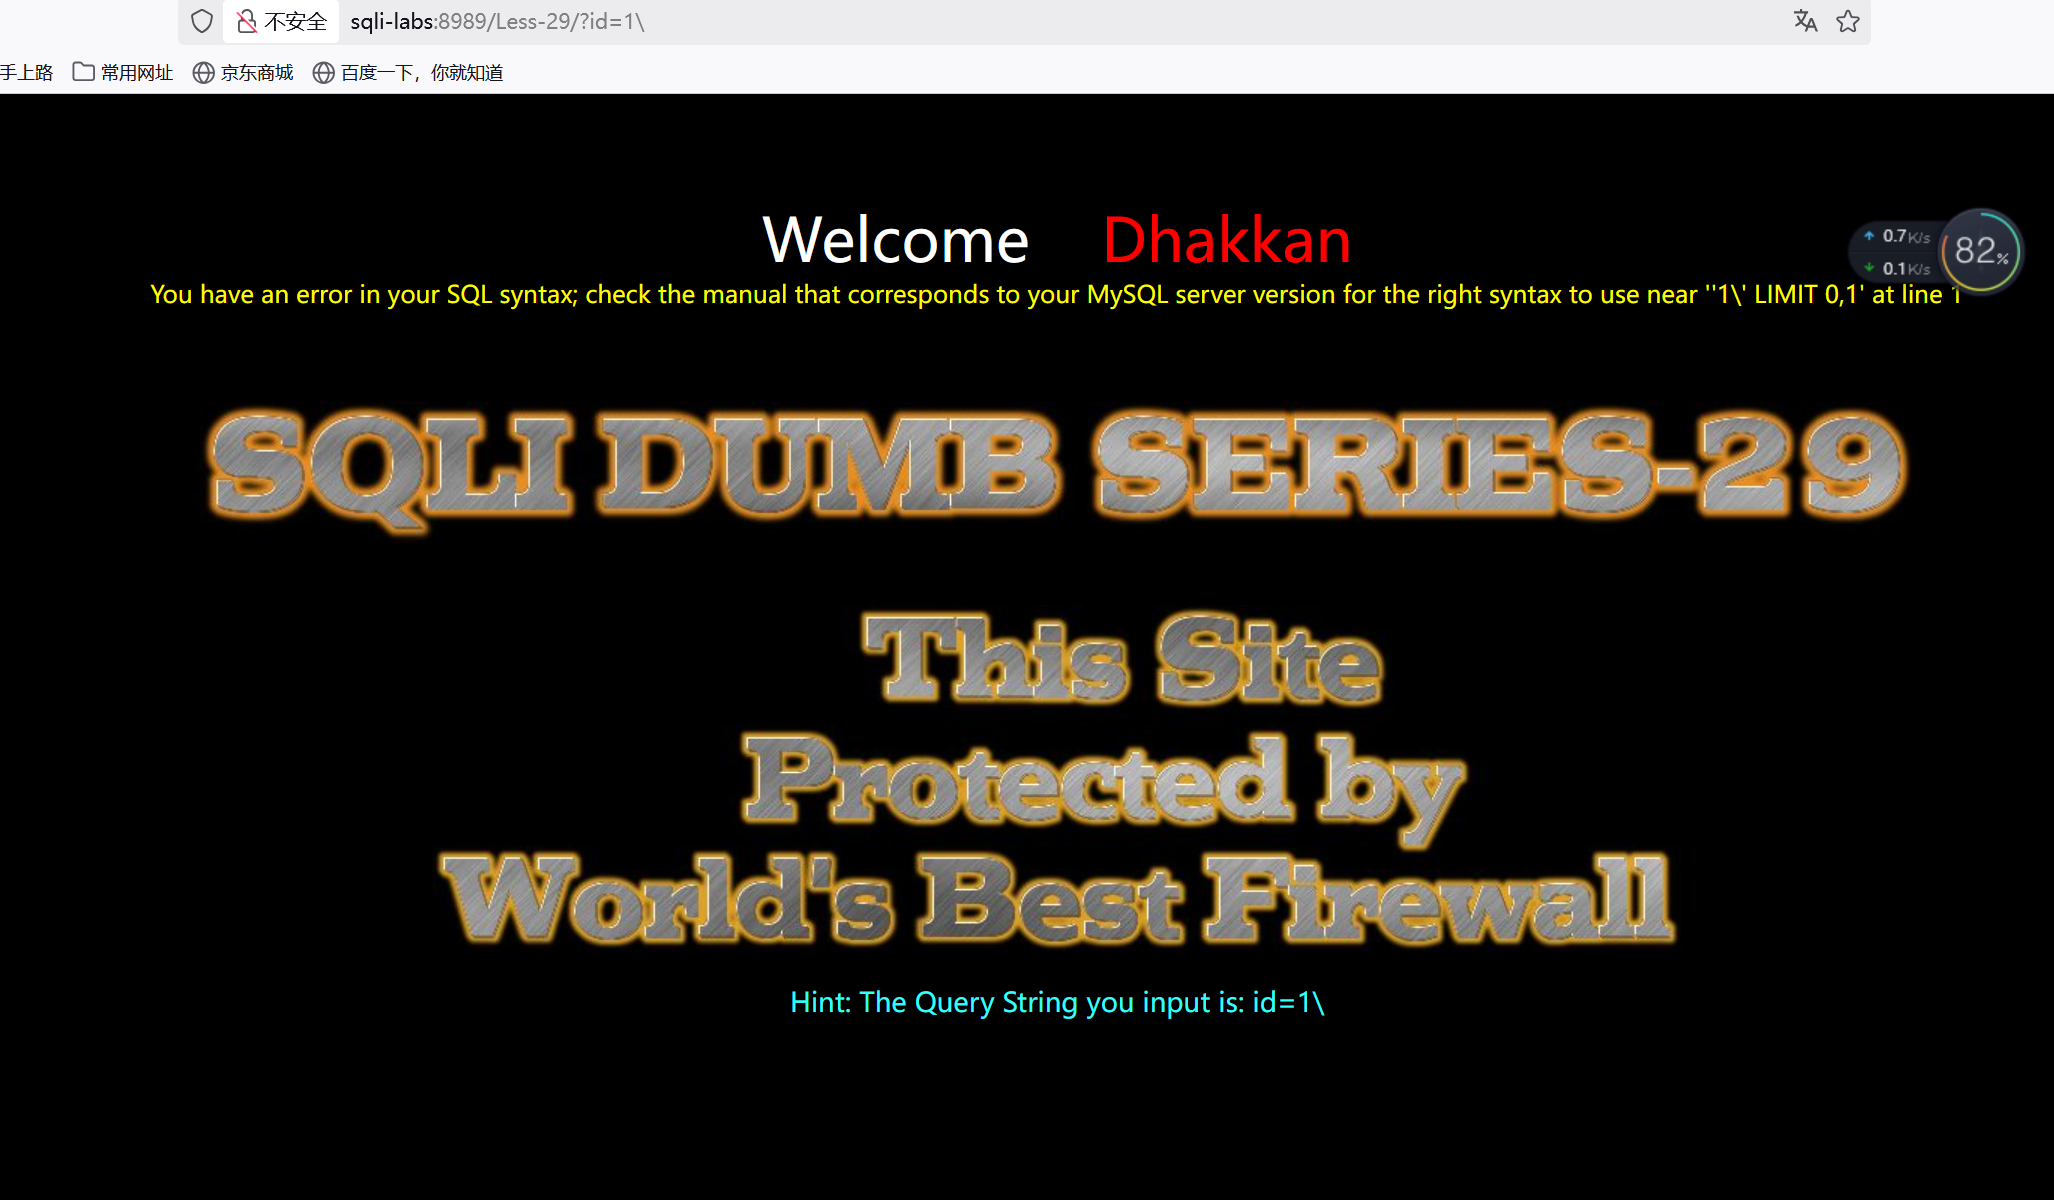 不安全 sqli-labs:8989/Less-29/?id=1\
手上路 常用网址 京东商城 百度一下，你就知道
Welcome Dhakkan
0.7K/s
82%
0.1K/s
You have an error in your SQL syntax; check the manual that corresponds to your MySQL server version for the right syntax to use near ''1\' LIMIT 0,1' at line 1
SQLI DUMB SERIES-29
This Site
Protected by
World's Best Firewall
Hint: The Query String you input is: id=1\